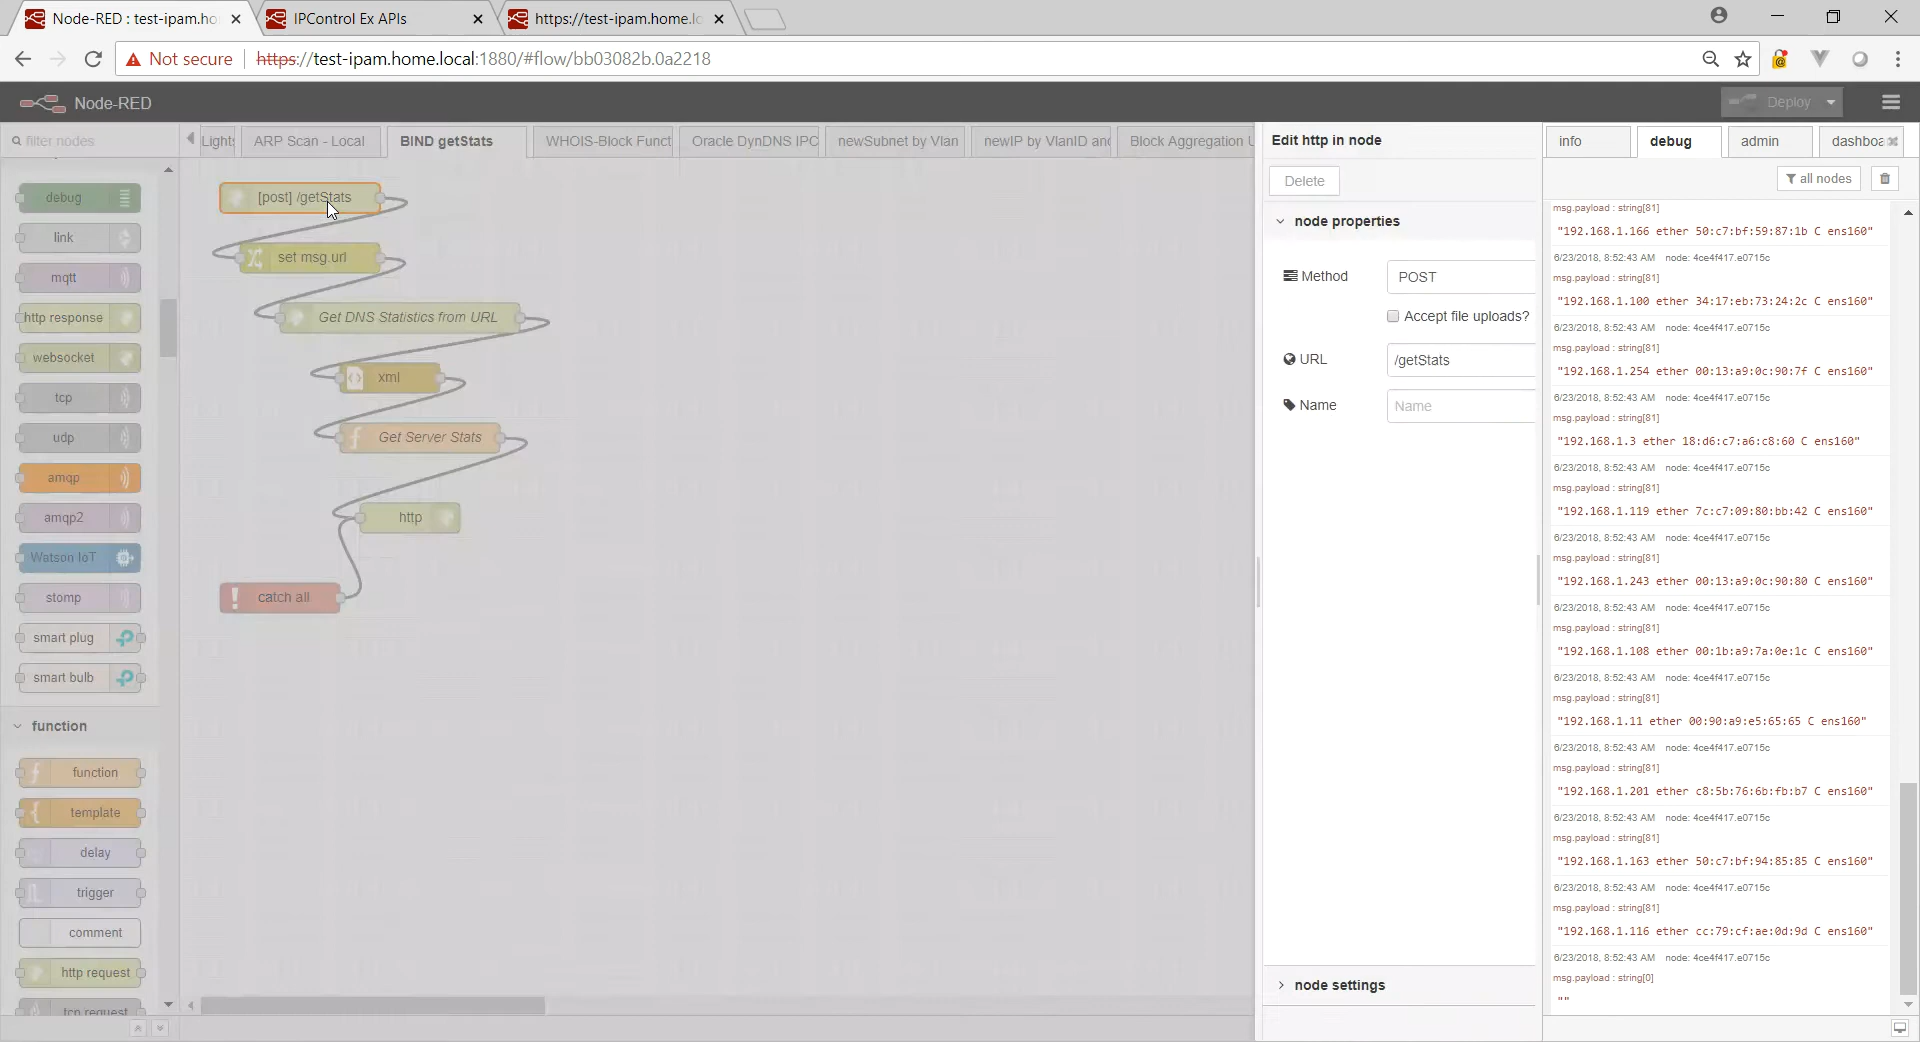 Node-RED : test-ipam.ho
IPControl Ex APIs
https://test-ipam.home.lo
Not secure
https://test-ipam.home.local:1880/#flow/bb03082b.0a2218
Node-RED
Deploy
filter nodes
Lights
ARP Scan - Local
BIND getStats
WHOIS-Block Funct
Oracle DynDNS IPC
newSubnet by Vlan
newIP by VlanID and
Block Aggregation U
Edit http in node
info
debug
admin
dashboa
Delete
all nodes
node properties
Method
POST
Accept file uploads?
URL
/getStats
Name
Name
node settings
debug
link
mqtt
http response
websocket
tcp
udp
amqp
amqp2
Watson IoT
stomp
smart plug
smart bulb
function
function
template
delay
trigger
comment
http request
tcp request
[post] /getStats
set msg.url
Get DNS Statistics from URL
xml
Get Server Stats
http
catch all
msg.payload : string[81]
"192.168.1.166 ether 50:c7:bf:59:87:1b C ens160"
6/23/2018, 8:52:43 AM node: 4ce4f417.e0715c
msg.payload : string[81]
"192.168.1.100 ether 34:17:eb:73:24:2c C ens160"
6/23/2018, 8:52:43 AM node: 4ce4f417.e0715c
msg.payload : string[81]
"192.168.1.254 ether 00:13:a9:0c:90:7f C ens160"
6/23/2018, 8:52:43 AM node: 4ce4f417.e0715c
msg.payload : string[81]
"192.168.1.3 ether 18:d6:c7:a6:c8:60 C ens160"
6/23/2018, 8:52:43 AM node: 4ce4f417.e0715c
msg.payload : string[81]
"192.168.1.119 ether 7c:c7:09:80:bb:42 C ens160"
6/23/2018, 8:52:43 AM node: 4ce4f417.e0715c
msg.payload : string[81]
"192.168.1.243 ether 00:13:a9:0c:90:80 C ens160"
6/23/2018, 8:52:43 AM node: 4ce4f417.e0715c
msg.payload : string[81]
"192.168.1.108 ether 00:1b:a9:7a:0e:1c C ens160"
6/23/2018, 8:52:43 AM node: 4ce4f417.e0715c
msg.payload : string[81]
"192.168.1.11 ether 00:90:a9:e5:65:65 C ens160"
6/23/2018, 8:52:43 AM node: 4ce4f417.e0715c
msg.payload : string[81]
"192.168.1.201 ether c8:5b:76:6b:fb:b7 C ens160"
6/23/2018, 8:52:43 AM node: 4ce4f417.e0715c
msg.payload : string[81]
"192.168.1.163 ether 50:c7:bf:94:85:85 C ens160"
6/23/2018, 8:52:43 AM node: 4ce4f417.e0715c
msg.payload : string[81]
"192.168.1.116 ether cc:79:cf:ae:0d:9d C ens160"
6/23/2018, 8:52:43 AM node: 4ce4f417.e0715c
msg.payload : string[0]
""